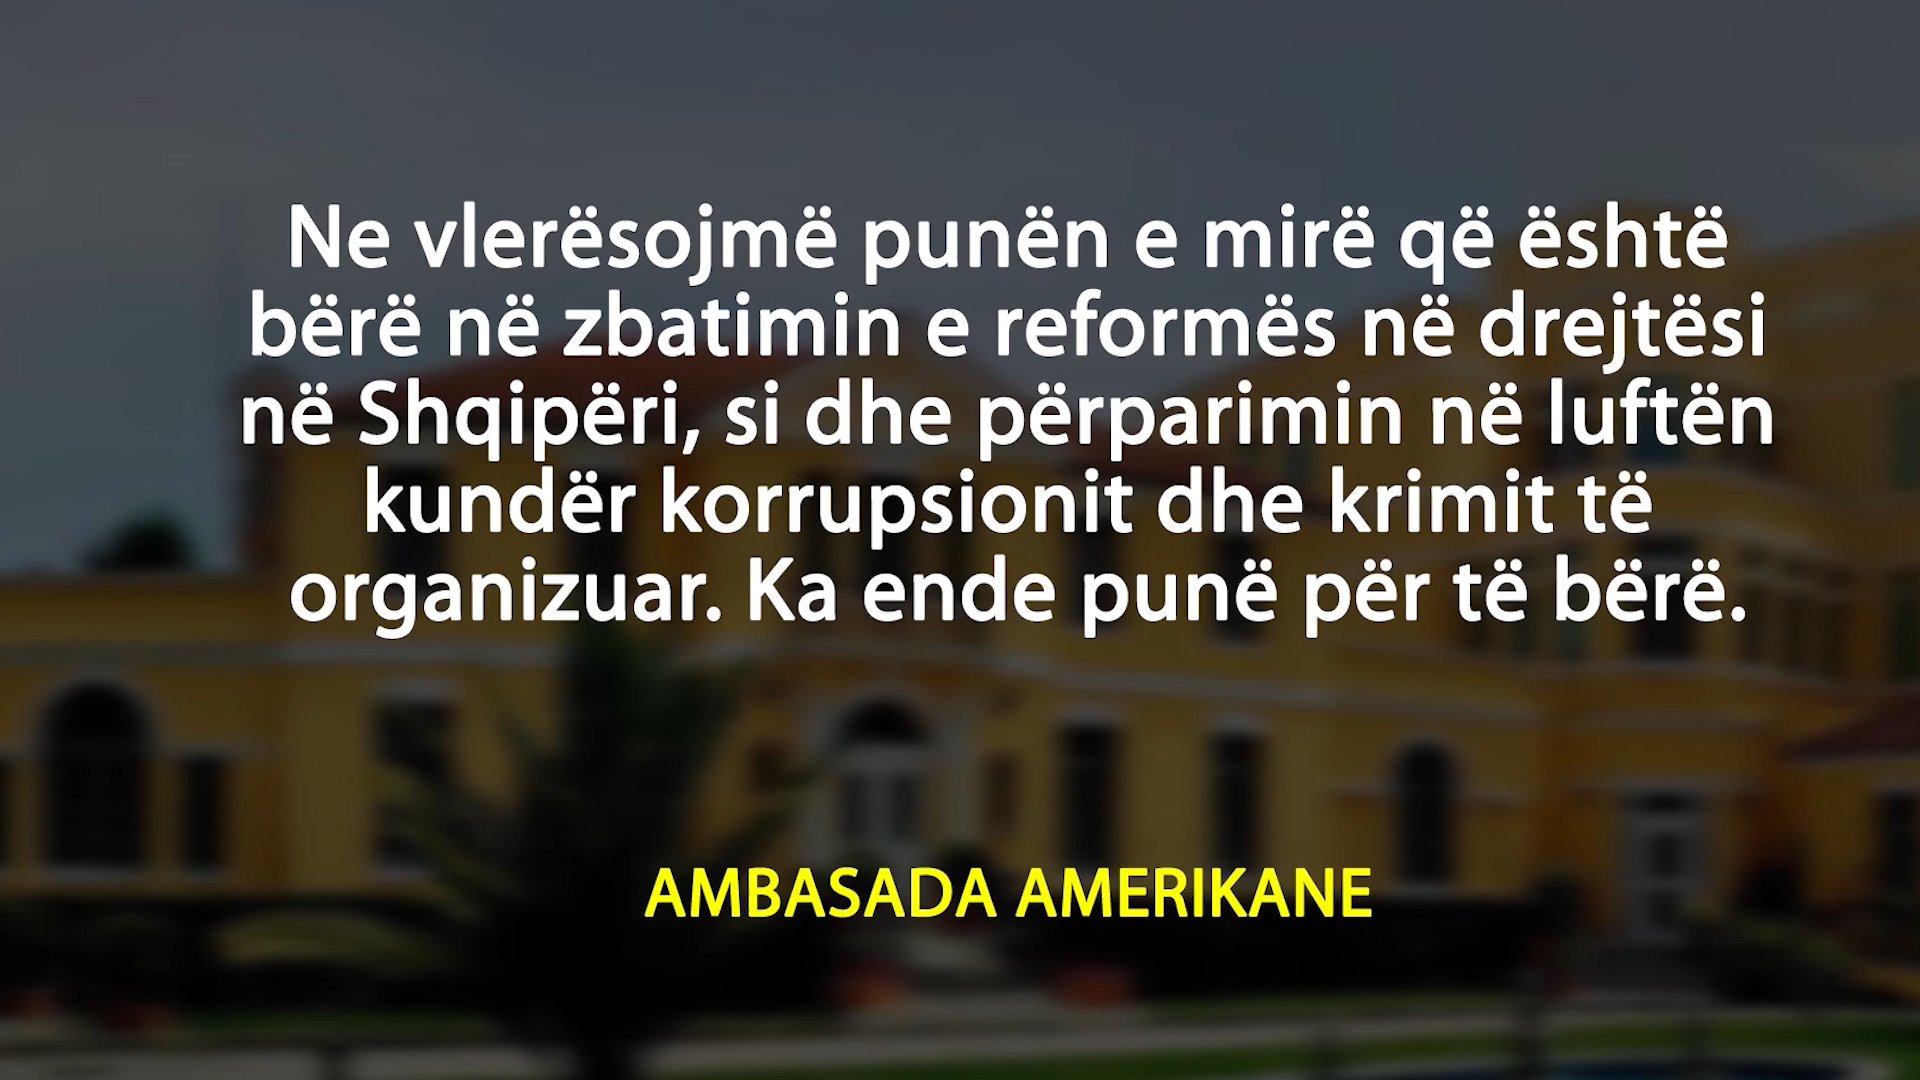 Ne vlerësojmë punën e mirë që është
bërë në zbatimin e reformës në drejtësi
në Shqipëri, si dhe përparimin në luftën
kundër korrupsionit dhe krimit të
organizuar. Ka ende punë për të bërë.
AMBASADA AMERIKANE